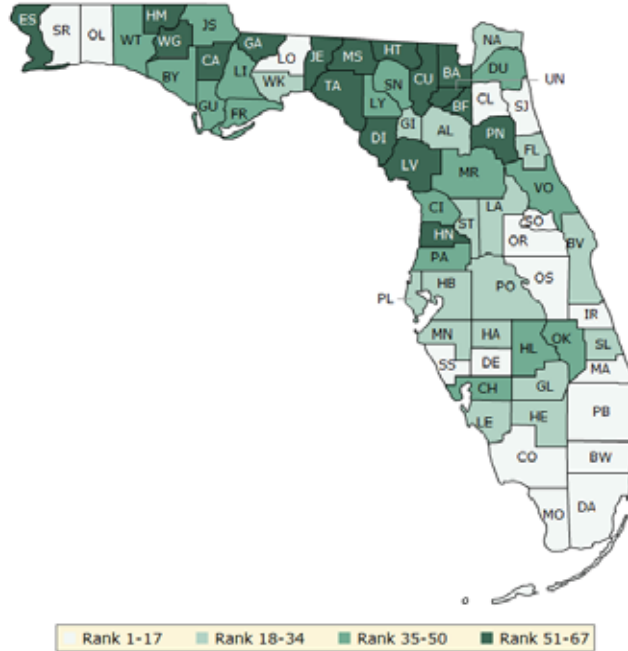 ES
SR
OL
HM
WT
WG
JS
BY
CA
GA
LI
GU
FR
LO
WK
JE
MS
TA
HT
SN
LY
CU
BA
UN
BF
NA
DU
CL
SJ
DI
GI
AL
PN
FL
LV
MR
VO
CI
LA
ST
SO
HN
OR
BV
PA
OS
HB
PO
PL
IR
MN
HA
HL
OK
SL
SS
DE
MA
CH
GL
LE
HE
PB
CO
BW
MO
DA
Rank 1-17 Rank 18-34 Rank 35-50 Rank 51-67